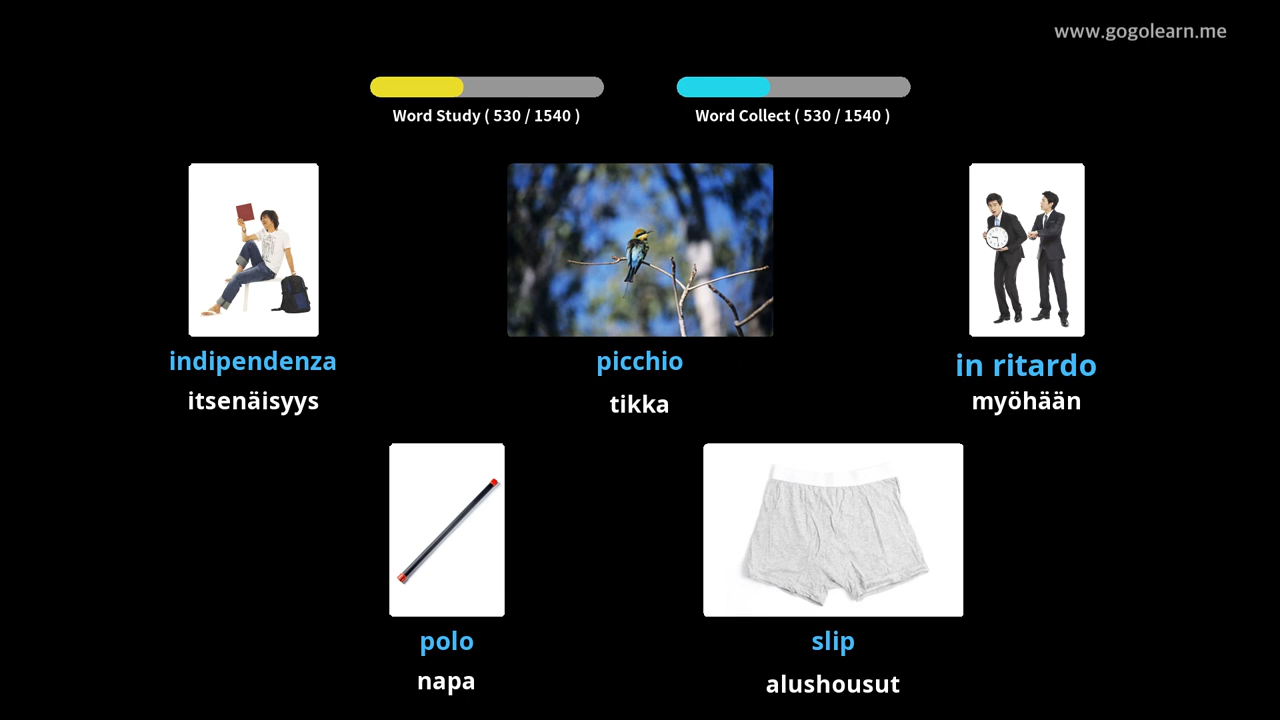 www.gogolearn.me
Word Study ( 530 / 1540 )
Word Collect ( 530 / 1540 )
indipendenza
itsenäisyys
picchio
tikka
in ritardo
myöhään
polo
napa
slip
alushousut